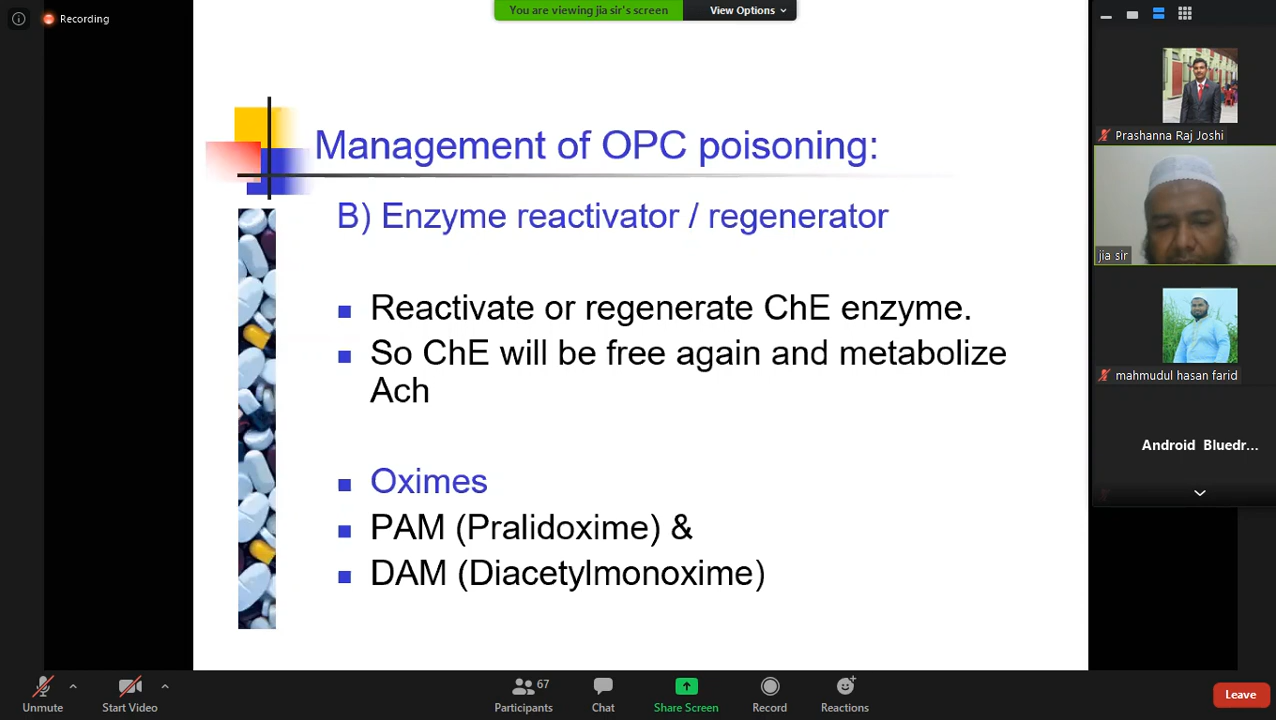 Recording
You are viewing jia sir's screen
View Options
Management of OPC poisoning:
B) Enzyme reactivator / regenerator
Reactivate or regenerate ChE enzyme.
So ChE will be free again and metabolize
Ach
Oximes
PAM (Pralidoxime) &
DAM (Diacetylmonoxime)
Prashanna Raj Joshi
jia sir
mahmudul hasan farid
Android Bluedr...
Unmute
Start Video
67
Participants
Chat
Share Screen
Record
Reactions
Leave